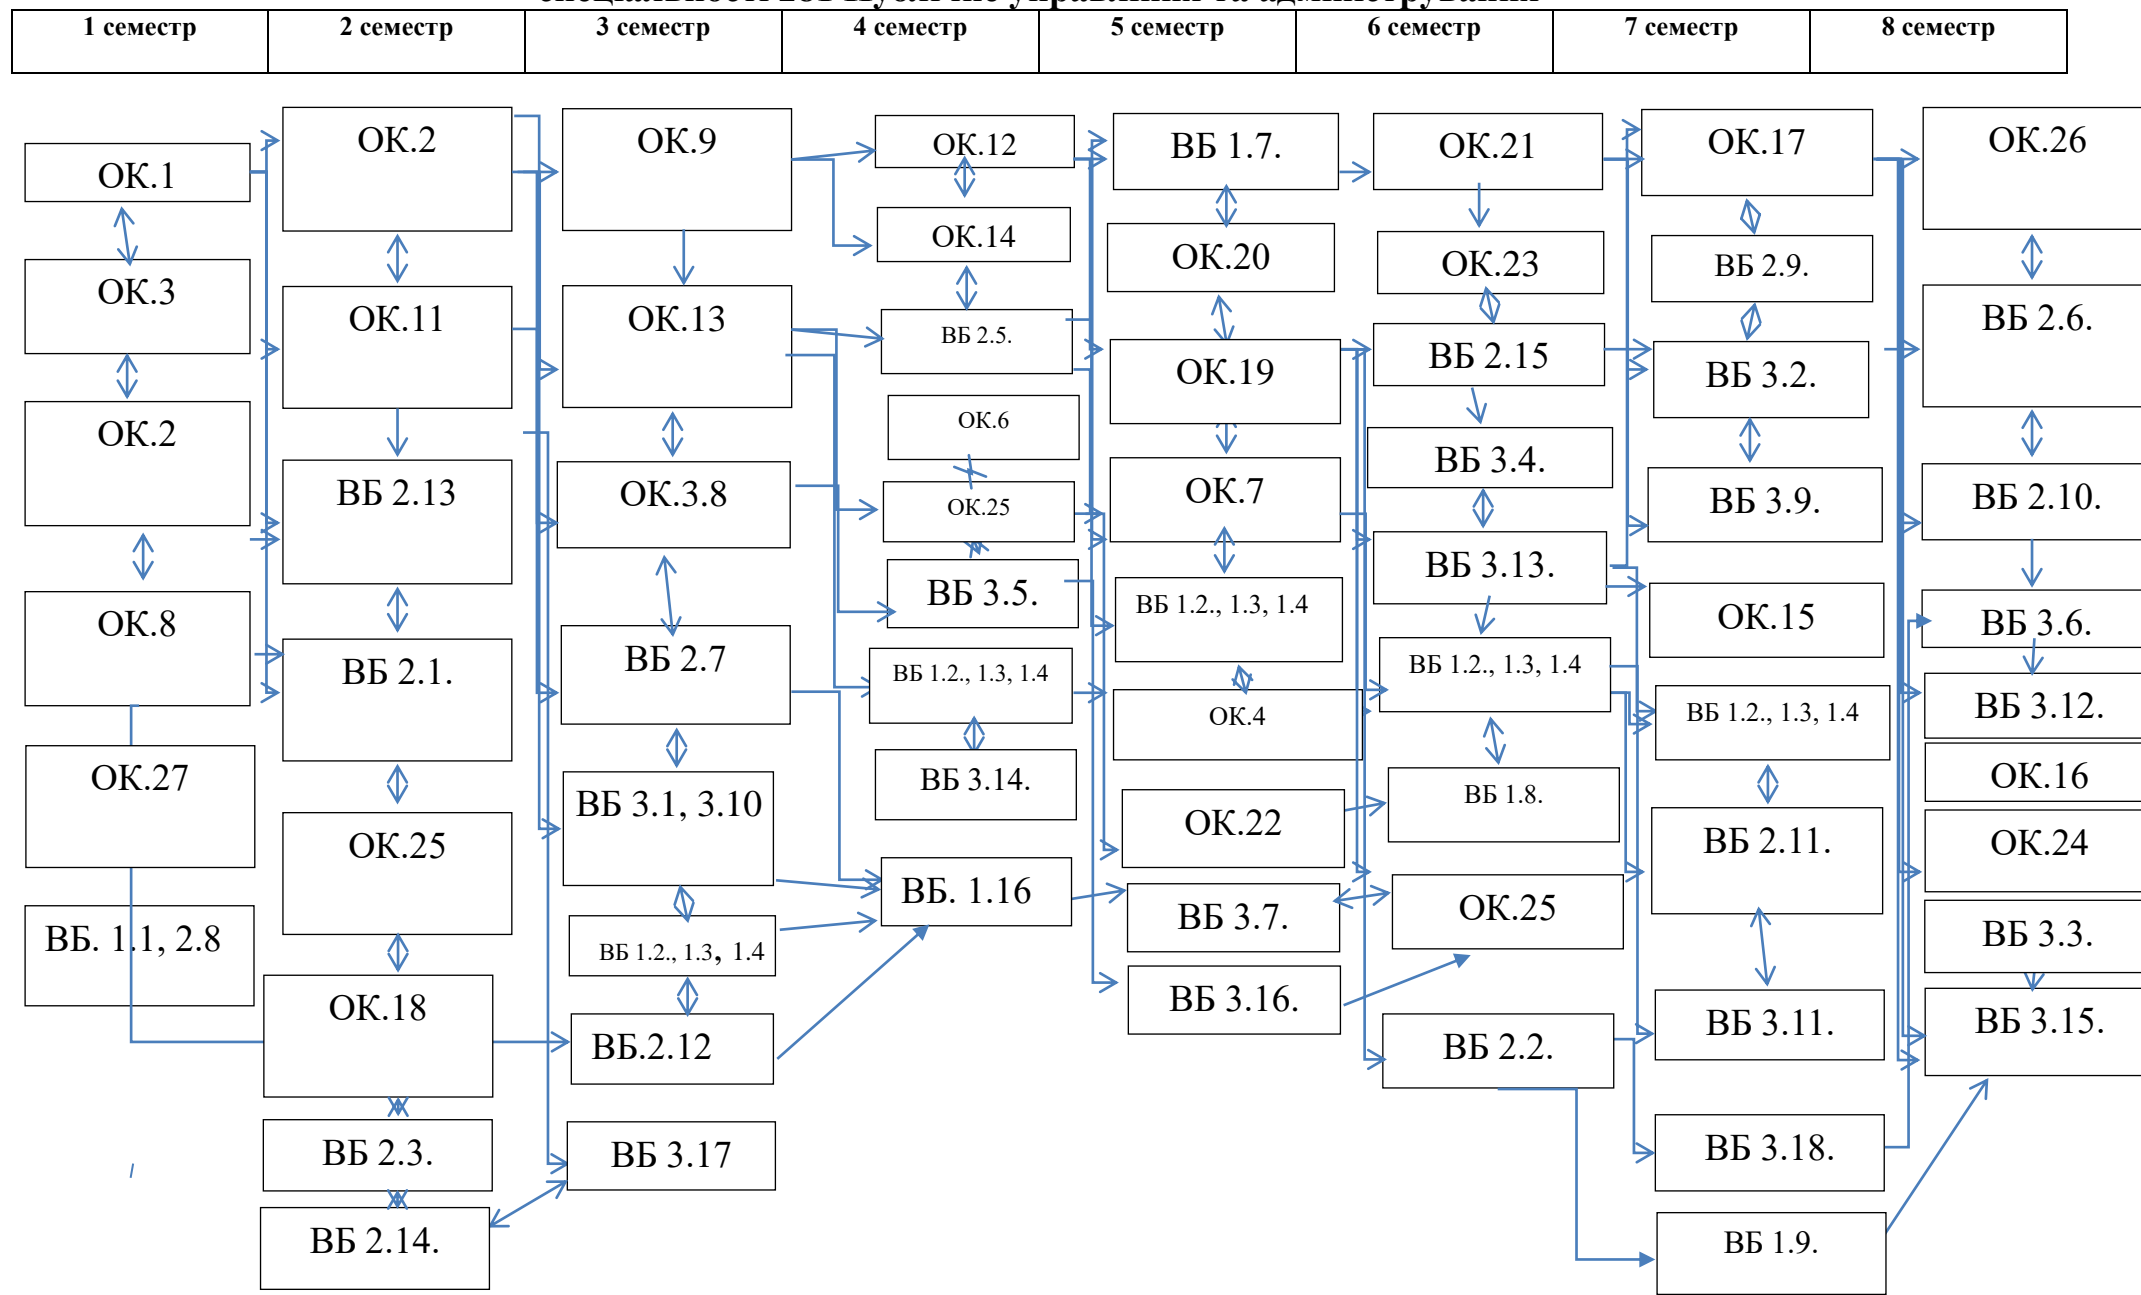 1 семестр
2 семестр
3 семестр
4 семестр
5 семестр
6 семестр
7 семестр
8 семестр
ОК.1
ОК.3
ОК.2
ОК.8
ОК.27
ВБ. 1.1, 2.8
ОК.2
ОК.11
ВБ 2.13
ВБ 2.1.
ОК.25
ОК.18
ВБ 2.3.
ВБ 2.14.
ОК.9
ОК.13
ОК.3.8
ВБ 2.7
ВБ 3.1, 3.10
ВБ 1.2., 1.3, 1.4
ВБ.2.12
ВБ 3.17
ОК.12
ОК.14
ВБ 2.5.
ОК.6
ОК.25
ВБ 3.5.
ВБ 1.2., 1.3, 1.4
ВБ 3.14.
ВБ. 1.16
ВБ 1.7.
ОК.20
ОК.19
ОК.7
ВБ 1.2., 1.3, 1.4
ОК.4
ОК.22
ВБ 3.7.
ВБ 3.16.
ОК.21
ОК.23
ВБ 2.15
ВБ 3.4.
ВБ 3.13.
ВБ 1.2., 1.3, 1.4
ВБ 1.8.
ОК.25
ВБ 2.2.
ОК.17
ВБ 2.9.
ВБ 3.2.
ВБ 3.9.
ОК.15
ВБ 1.2., 1.3, 1.4
ВБ 2.11.
ВБ 3.11.
ВБ 3.18.
ВБ 1.9.
ОК.26
ВБ 2.6.
ВБ 2.10.
ВБ 3.6.
ВБ 3.12.
ОК.16
ОК.24
ВБ 3.3.
ВБ 3.15.